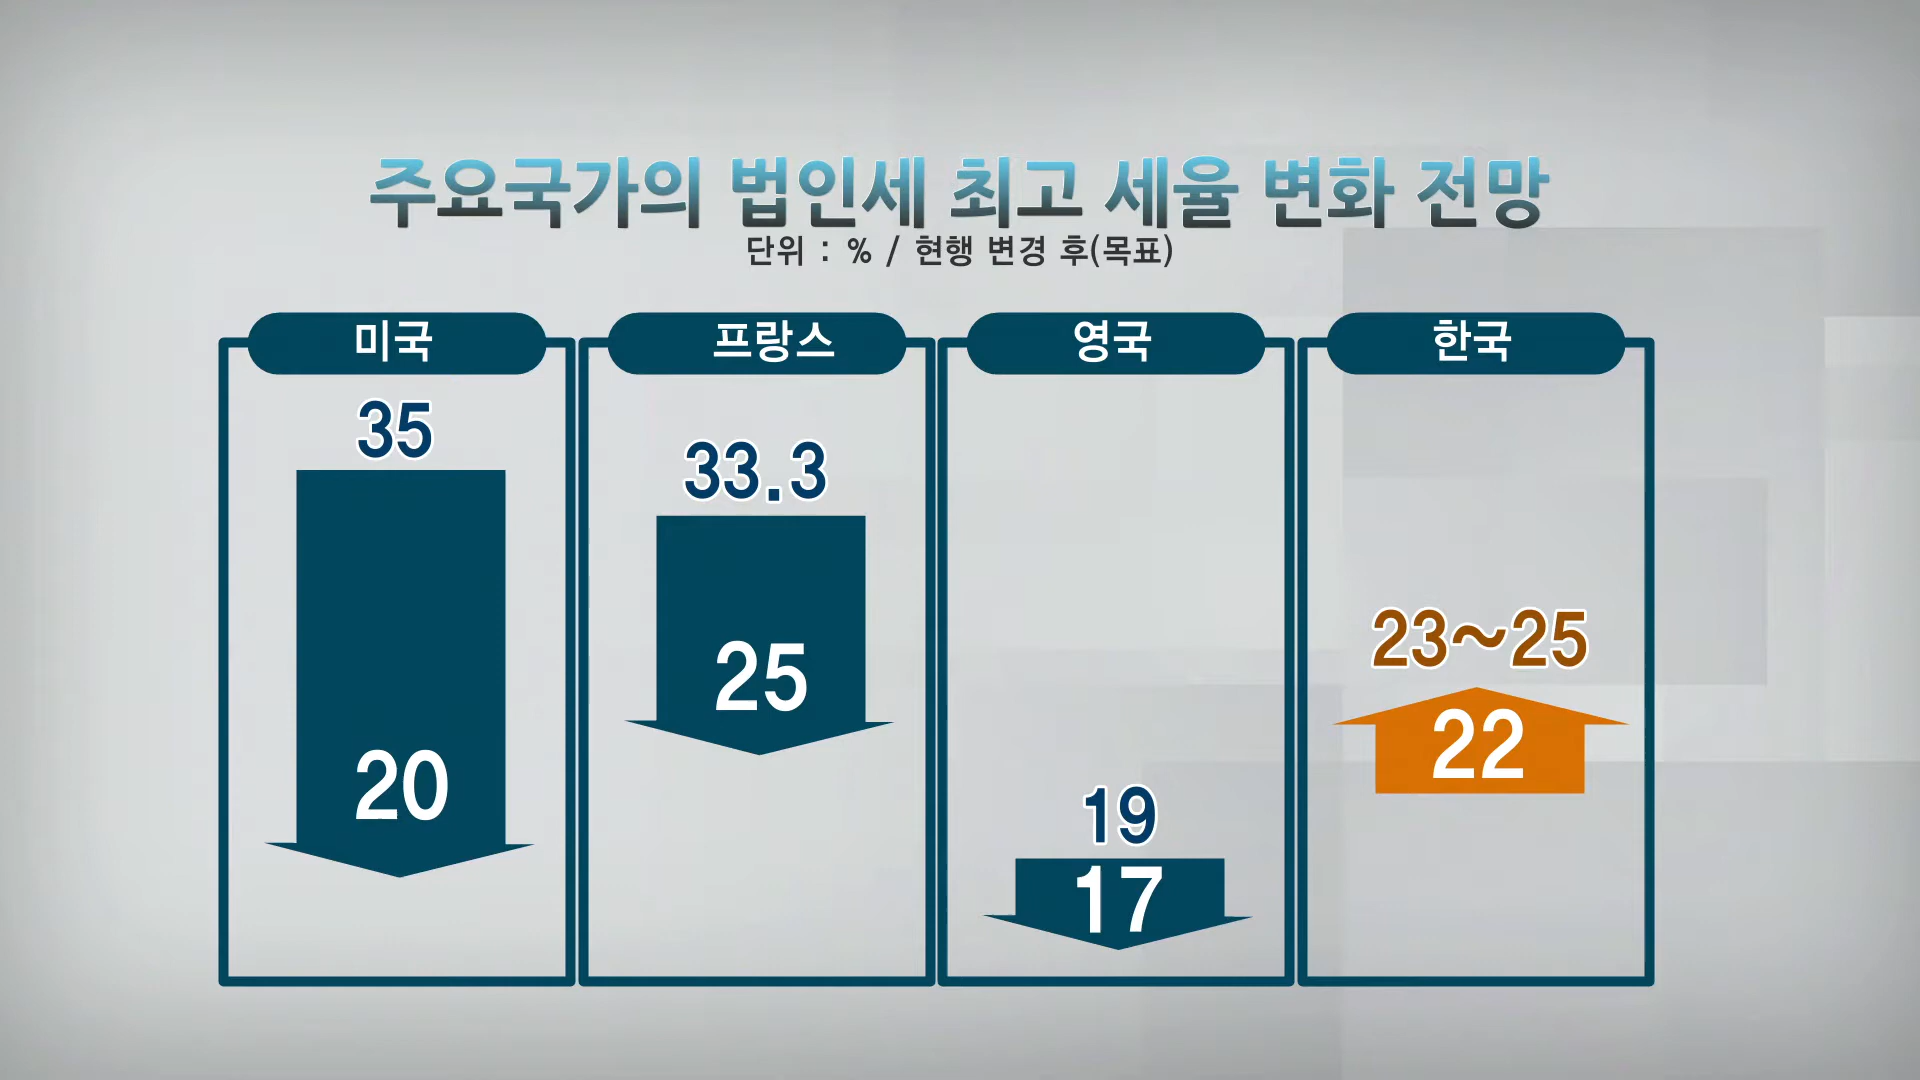 주요국가의 법인세 최고 세율 변화 전망
단위 : % / 현행 변경 후(목표)
미국
35
20
프랑스
33.3
25
영국
19
17
한국
23~25
22